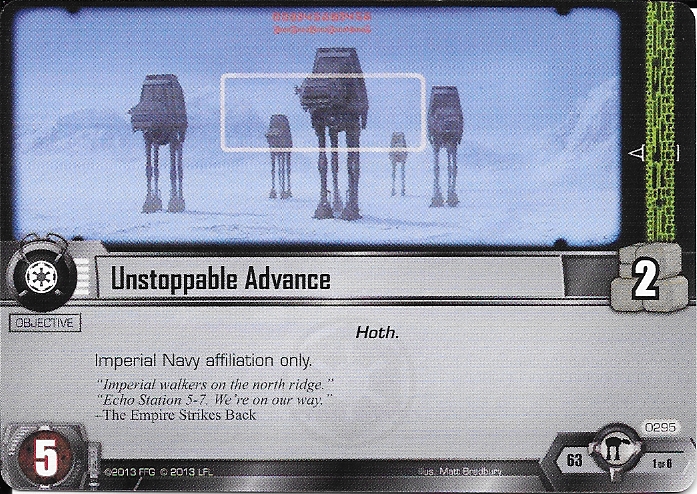 Unstoppable Advance
2
OBJECTIVE
Hoth.
Imperial Navy affiliation only.
“Imperial walkers on the north ridge.”
“Echo Station 5-7. We’re on our way.”
–The Empire Strikes Back
5
0295
63
1 OF 6
©2013 FFG © 2013 LFL
Illus. Matt Bradbury